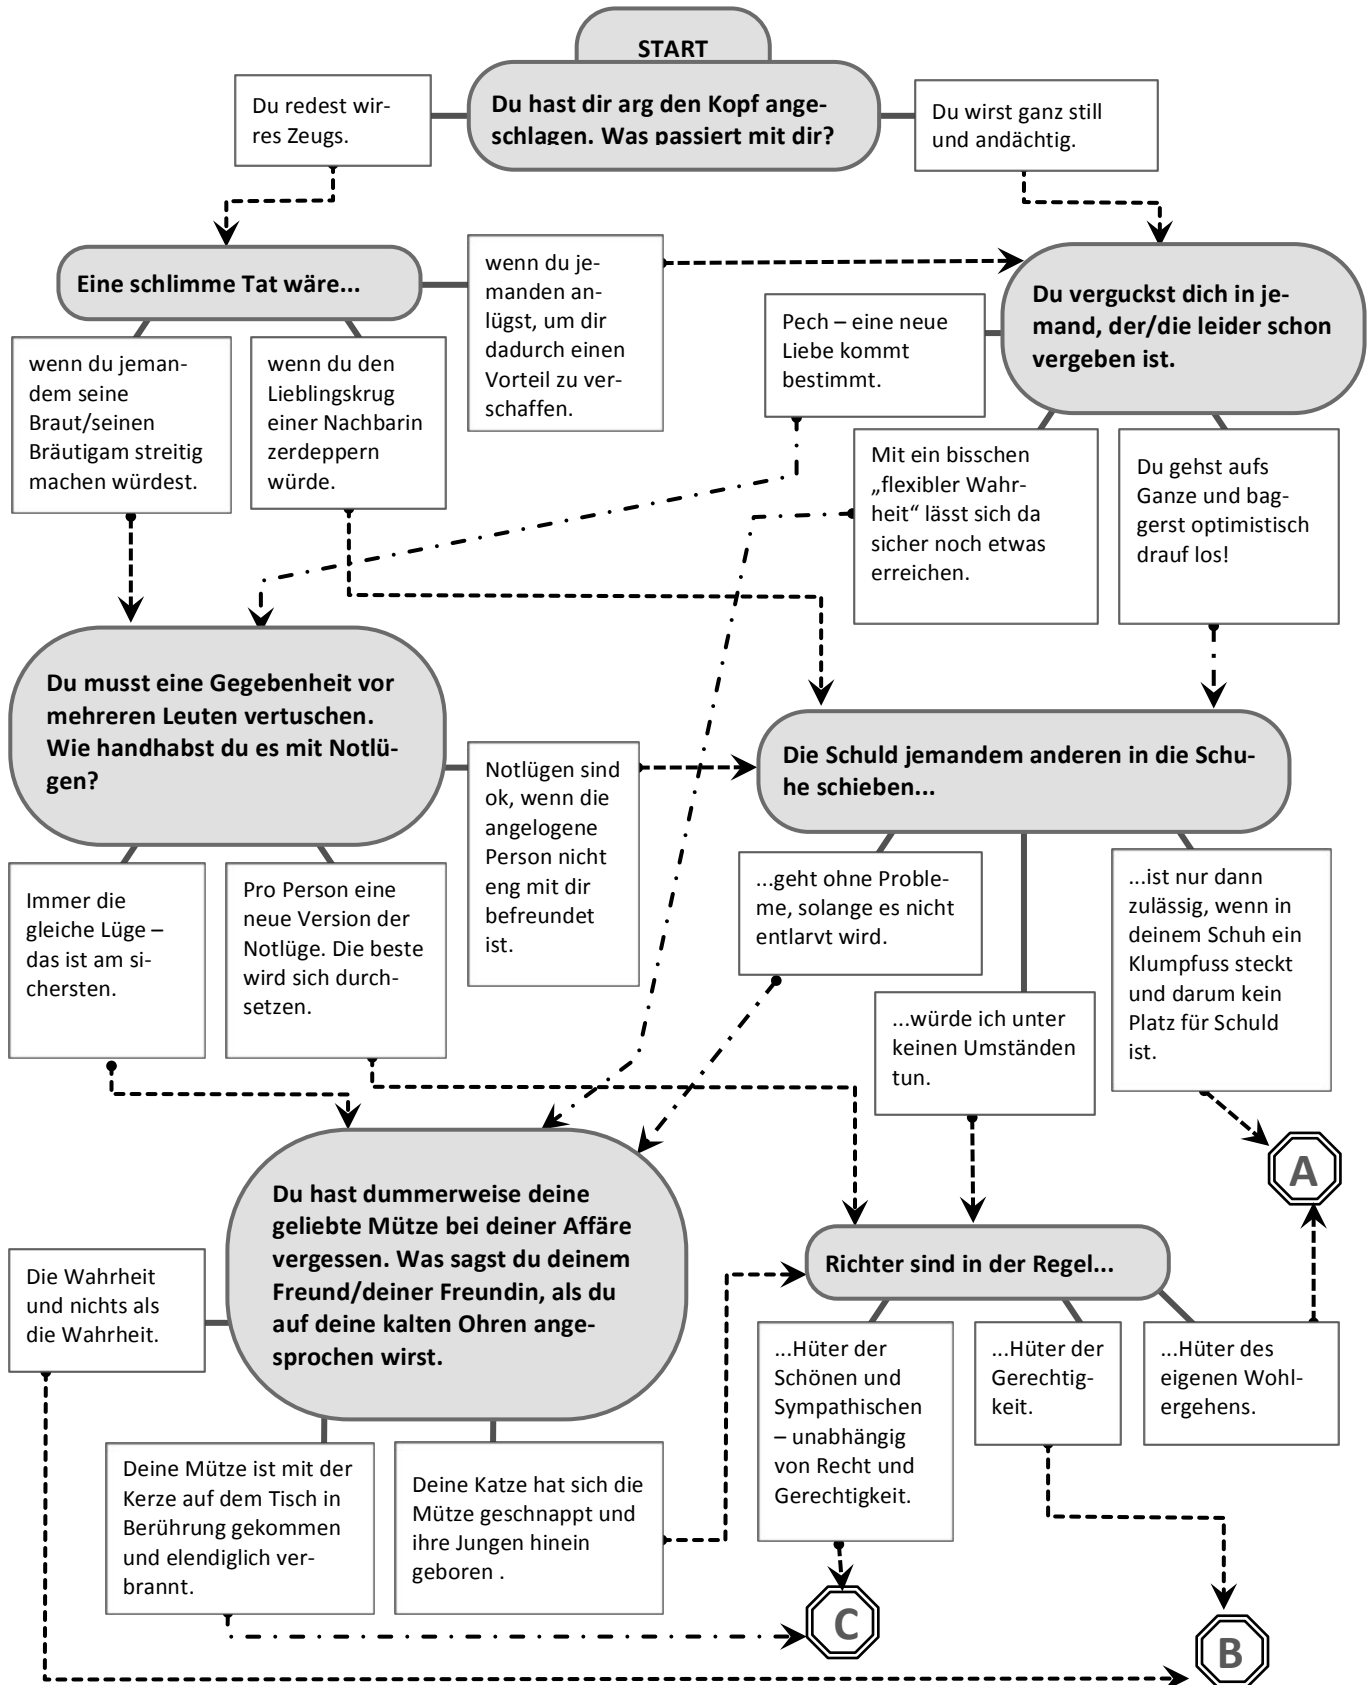 START
Du hast dir arg den Kopf ange-
schlagen. Was passiert mit dir?
Du redest wir-
res Zeugs.
Du wirst ganz still
und andächtig.
Eine schlimme Tat wäre...
wenn du je-
manden an-
lügst, um dir
dadurch einen
Vorteil zu ver-
schaffen.
Du verguckst dich in je-
mand, der/die leider schon
vergeben ist.
wenn du jeman-
dem seine
Braut/seinen
Bräutigam streitig
machen würdest.
wenn du den
Lieblingskrug
einer Nachbarin
zerdeppern
würde.
Pech – eine neue
Liebe kommt
bestimmt.
Mit ein bisschen
„flexibler Wahr-
heit“ lässt sich da
sicher noch etwas
erreichen.
Du gehst aufs
Ganze und bag-
gerst optimistisch
drauf los!
Du musst eine Gegebenheit vor
mehreren Leuten vertuschen.
Wie handhabst du es mit Notlü-
gen?
Notlügen sind
ok, wenn die
angelogene
Person nicht
eng mit dir
befreundet
ist.
Die Schuld jemandem anderen in die Schu-
he schieben...
Immer die
gleiche Lüge –
das ist am si-
chersten.
Pro Person eine
neue Version der
Notlüge. Die beste
wird sich durch-
setzen.
...geht ohne Proble-
me, solange es nicht
entlarvt wird.
...würde ich unter
keinen Umständen
tun.
...ist nur dann
zulässig, wenn in
deinem Schuh ein
Klumpfuss steckt
und darum kein
Platz für Schuld
ist.
A
Du hast dummerweise deine
geliebte Mütze bei deiner Affäre
vergessen. Was sagst du deinem
Freund/deiner Freundin, als du
auf deine kalten Ohren ange-
sprochen wirst.
Die Wahrheit
und nichts als
die Wahrheit.
Richter sind in der Regel...
...Hüter der
Schönen und
Sympathischen
– unabhängig
von Recht und
Gerechtigkeit.
...Hüter der
Gerechtig-
keit.
...Hüter des
eigenen Wohl-
ergehens.
Deine Mütze ist mit der
Kerze auf dem Tisch in
Berührung gekommen
und elendiglich ver-
brannt.
Deine Katze hat sich die
Mütze geschnappt und
ihre Jungen hinein
geboren .
C
B